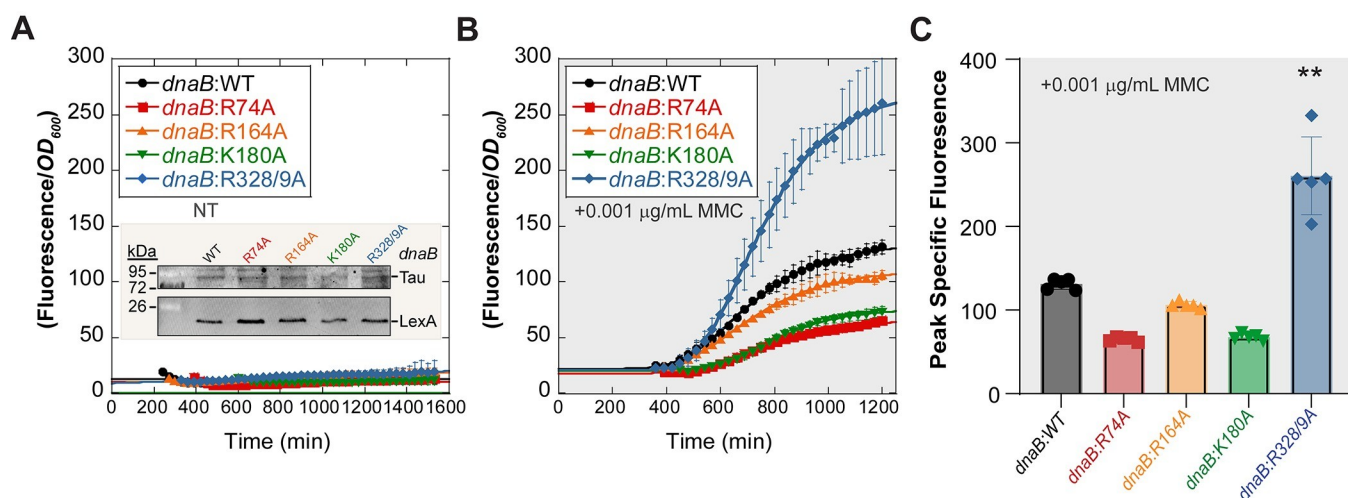 A
300
250
200
150
100
50
0
(Fluorescence/OD600)
dnaB:WT
dnaB:R74A
dnaB:R164A
dnaB:K180A
dnaB:R328/9A
NT
kDa
WT
R74A
R164A
K180A
R328/9A
dnaB
95
72
Tau
26
LexA
0 200 400 600 800 1000 1200 1400 1600
Time (min)
B
300
250
200
150
100
50
0
(Fluorescence/OD600)
dnaB:WT
dnaB:R74A
dnaB:R164A
dnaB:K180A
dnaB:R328/9A
+0.001 μg/mL MMC
0 200 400 600 800 1000 1200
Time (min)
C
400
300
200
100
0
Peak Specific Fluorescence
+0.001 μg/mL MMC
**
dnaB:WT
dnaB:R74A
dnaB:R164A
dnaB:K180A
dnaB:R328/9A